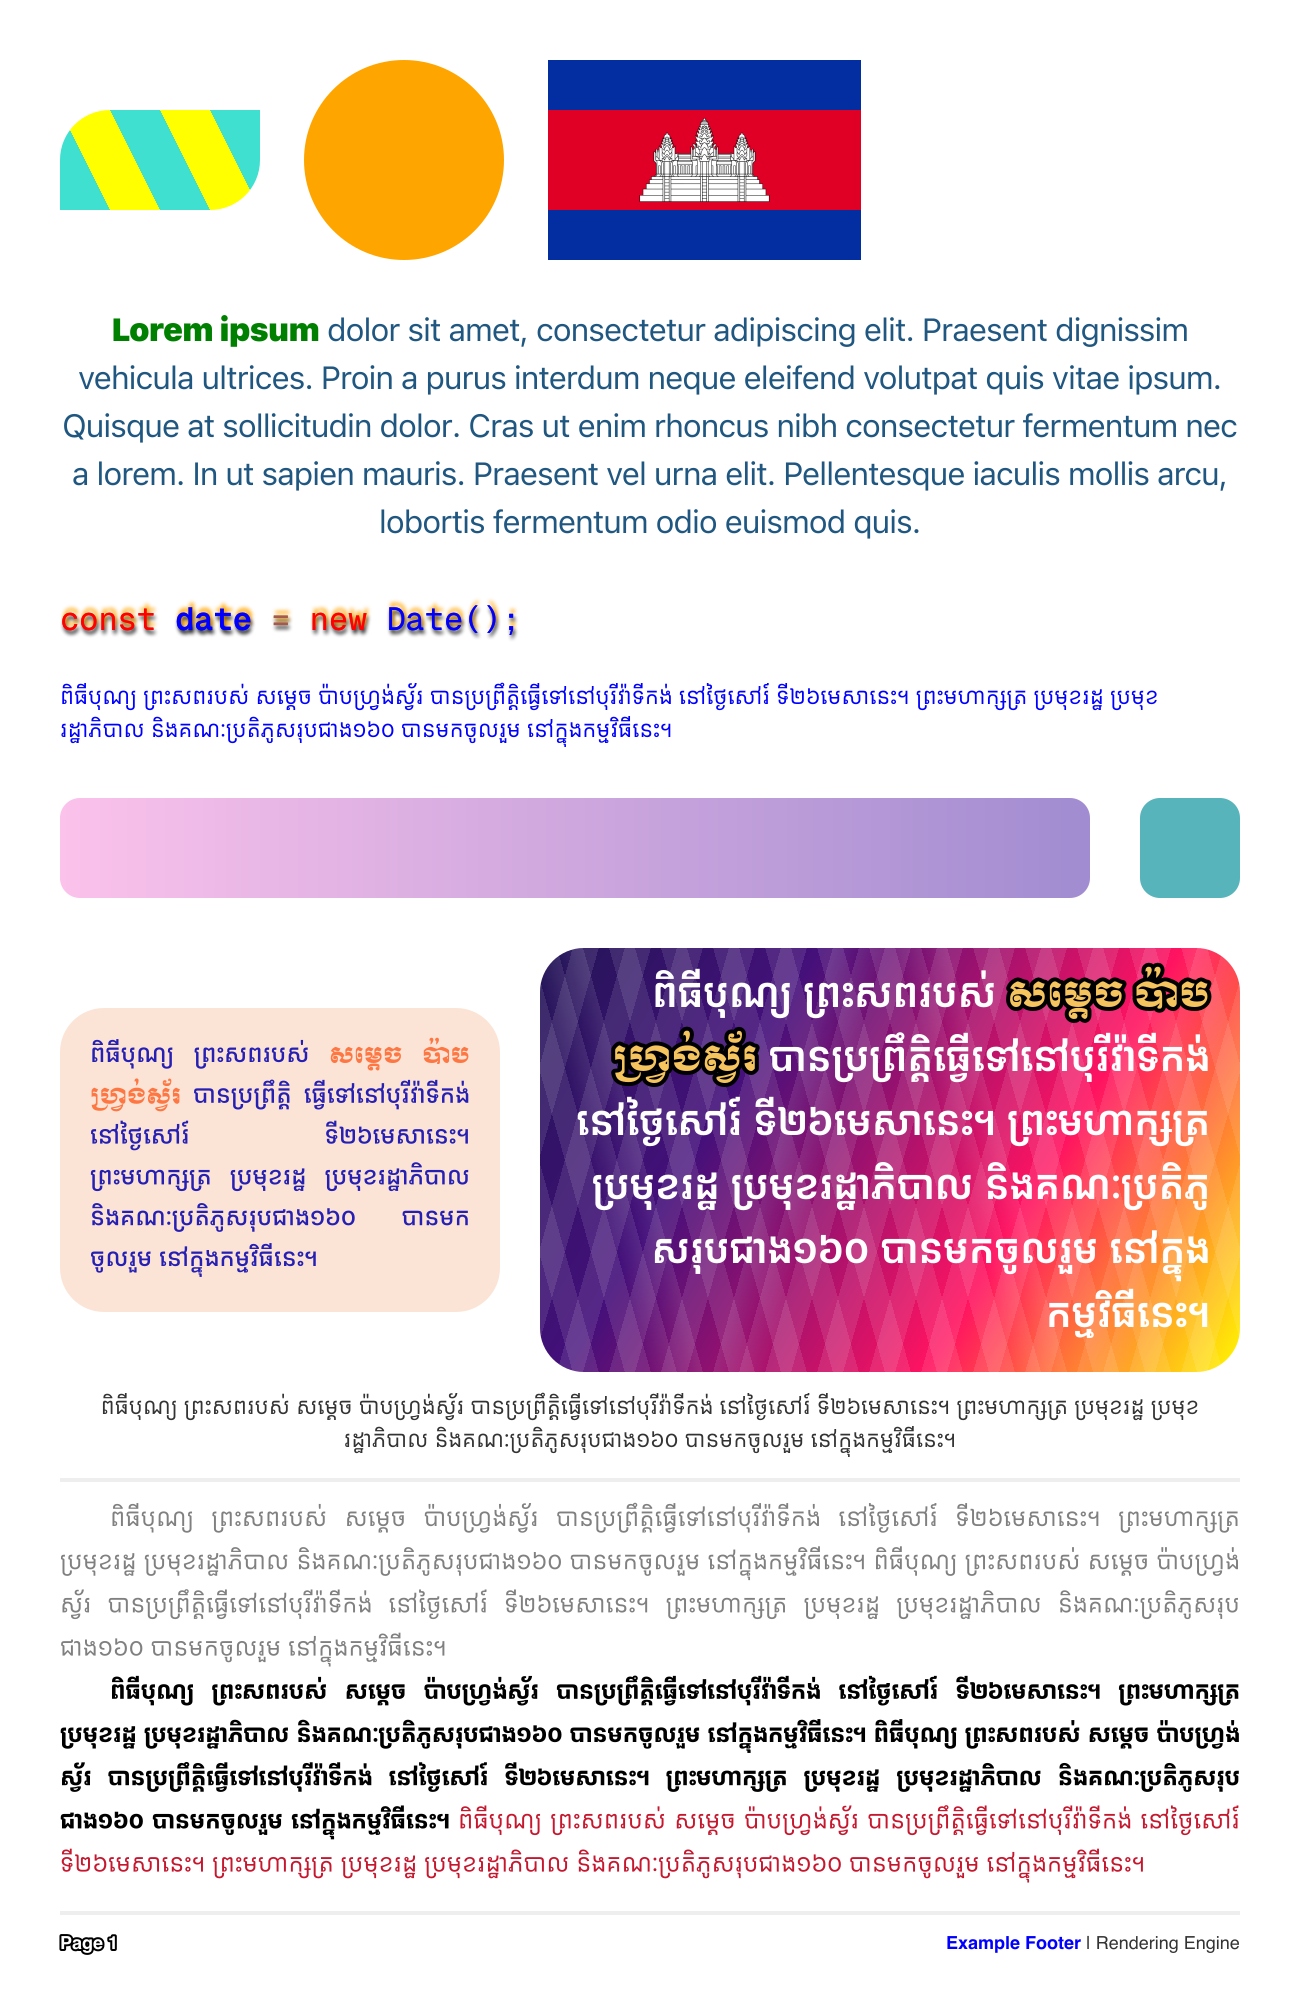 Lorem ipsum dolor sit amet, consectetur adipiscing elit. Praesent dignissim
vehicula ultrices. Proin a purus interdum neque eleifend volutpat quis vitae ipsum.
Quisque at sollicitudin dolor. Cras ut enim rhoncus nibh consectetur fermentum nec
a lorem. In ut sapien mauris. Praesent vel urna elit. Pellentesque iaculis mollis arcu,
lobortis fermentum odio euismod quis.
const date = new Date();
ពិធីបុណ្យ ព្រះសពរបស់ សម្ដេច ប៉ាបហ្វ្រង់ស្វ័រ បានប្រព្រឹត្តិធ្វើទៅនៅបុរីវ៉ាទីកង់ នៅថ្ងៃសៅរ៍ ទី២៦មេសានេះ។ ព្រះមហាក្សត្រ ប្រមុខរដ្ឋ ប្រមុខ
រដ្ឋាភិបាល និងគណៈប្រតិភូសរុបជាង១៦០ បានមកចូលរួម នៅក្នុងកម្មវិធីនេះ។
ពិធីបុណ្យ ព្រះសពរបស់ សម្ដេច ប៉ាប
ហ្វ្រង់ស្វ័រ បានប្រព្រឹត្តិ ធ្វើទៅនៅបុរីវ៉ាទីកង់
នៅថ្ងៃសៅរ៍ ទី២៦មេសានេះ។
ព្រះមហាក្សត្រ ប្រមុខរដ្ឋ ប្រមុខរដ្ឋាភិបាល
និងគណៈប្រតិភូសរុបជាង១៦០ បានមក
ចូលរួម នៅក្នុងកម្មវិធីនេះ។
ពិធីបុណ្យ ព្រះសពរបស់ សម្ដេច ប៉ាប
ហ្វ្រង់ស្វ័រ បានប្រព្រឹត្តិធ្វើទៅនៅបុរីវ៉ាទីកង់
នៅថ្ងៃសៅរ៍ ទី២៦មេសានេះ។ ព្រះមហាក្សត្រ
ប្រមុខរដ្ឋ ប្រមុខរដ្ឋាភិបាល និងគណៈប្រតិភូ
សរុបជាង១៦០ បានមកចូលរួម នៅក្នុង
កម្មវិធីនេះ។
ពិធីបុណ្យ ព្រះសពរបស់ សម្ដេច ប៉ាបហ្វ្រង់ស្វ័រ បានប្រព្រឹត្តិធ្វើទៅនៅបុរីវ៉ាទីកង់ នៅថ្ងៃសៅរ៍ ទី២៦មេសានេះ។ ព្រះមហាក្សត្រ ប្រមុខរដ្ឋ ប្រមុខ
រដ្ឋាភិបាល និងគណៈប្រតិភូសរុបជាង១៦០ បានមកចូលរួម នៅក្នុងកម្មវិធីនេះ។
ពិធីបុណ្យ ព្រះសពរបស់ សម្ដេច ប៉ាបហ្វ្រង់ស្វ័រ បានប្រព្រឹត្តិធ្វើទៅនៅបុរីវ៉ាទីកង់ នៅថ្ងៃសៅរ៍ ទី២៦មេសានេះ។ ព្រះមហាក្សត្រ
ប្រមុខរដ្ឋ ប្រមុខរដ្ឋាភិបាល និងគណៈប្រតិភូសរុបជាង១៦០ បានមកចូលរួម នៅក្នុងកម្មវិធីនេះ។ ពិធីបុណ្យ ព្រះសពរបស់ សម្ដេច ប៉ាបហ្វ្រង់
ស្វ័រ បានប្រព្រឹត្តិធ្វើទៅនៅបុរីវ៉ាទីកង់ នៅថ្ងៃសៅរ៍ ទី២៦មេសានេះ។ ព្រះមហាក្សត្រ ប្រមុខរដ្ឋ ប្រមុខរដ្ឋាភិបាល និងគណៈប្រតិភូសរុប
ជាង១៦០ បានមកចូលរួម នៅក្នុងកម្មវិធីនេះ។
ពិធីបុណ្យ ព្រះសពរបស់ សម្ដេច ប៉ាបហ្វ្រង់ស្វ័រ បានប្រព្រឹត្តិធ្វើទៅនៅបុរីវ៉ាទីកង់ នៅថ្ងៃសៅរ៍ ទី២៦មេសានេះ។ ព្រះមហាក្សត្រ
ប្រមុខរដ្ឋ ប្រមុខរដ្ឋាភិបាល និងគណៈប្រតិភូសរុបជាង១៦០ បានមកចូលរួម នៅក្នុងកម្មវិធីនេះ។ ពិធីបុណ្យ ព្រះសពរបស់ សម្ដេច ប៉ាបហ្វ្រង់
ស្វ័រ បានប្រព្រឹត្តិធ្វើទៅនៅបុរីវ៉ាទីកង់ នៅថ្ងៃសៅរ៍ ទី២៦មេសានេះ។ ព្រះមហាក្សត្រ ប្រមុខរដ្ឋ ប្រមុខរដ្ឋាភិបាល និងគណៈប្រតិភូសរុប
ជាង១៦០ បានមកចូលរួម នៅក្នុងកម្មវិធីនេះ។ ពិធីបុណ្យ ព្រះសពរបស់ សម្ដេច ប៉ាបហ្វ្រង់ស្វ័រ បានប្រព្រឹត្តិធ្វើទៅនៅបុរីវ៉ាទីកង់ នៅថ្ងៃសៅរ៍
ទី២៦មេសានេះ។ ព្រះមហាក្សត្រ ប្រមុខរដ្ឋ ប្រមុខរដ្ឋាភិបាល និងគណៈប្រតិភូសរុបជាង១៦០ បានមកចូលរួម នៅក្នុងកម្មវិធីនេះ។
Page 1
Example Footer | Rendering Engine